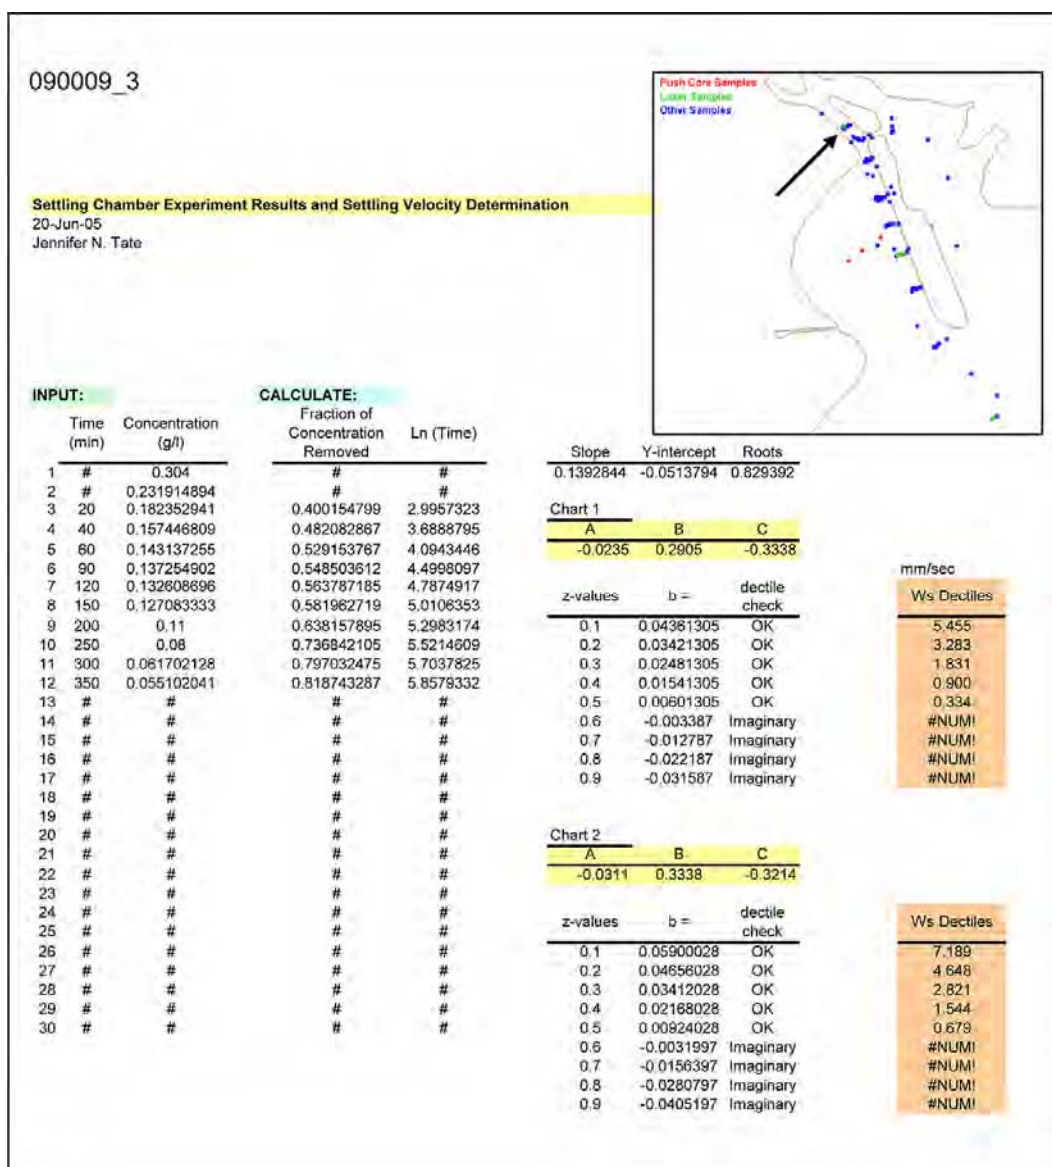 090009_3
Push Core Samples
Laser Samples
Other Samples
Settling Chamber Experiment Results and Settling Velocity Determination
20-Jun-05
Jennifer N. Tate
INPUT:
CALCULATE:
Time (min) Concentration (g/l) Fraction of Concentration Removed Ln (Time)
1 # 0.304 # #
2 # 0.231914894 # #
3 20 0.182352941 0.400154799 2.9957323
4 40 0.157446809 0.482082867 3.6888795
5 60 0.143137255 0.529153767 4.0943446
6 90 0.137254902 0.548503612 4.4998097
7 120 0.132608696 0.563787185 4.7874917
8 150 0.127083333 0.581962719 5.0106353
9 200 0.11 0.638157895 5.2983174
10 250 0.08 0.736842105 5.5214609
11 300 0.061702128 0.797032475 5.7037825
12 350 0.055102041 0.818743287 5.8579332
13 # # # #
14 # # # #
15 # # # #
16 # # # #
17 # # # #
18 # # # #
19 # # # #
20 # # # #
21 # # # #
22 # # # #
23 # # # #
24 # # # #
25 # # # #
26 # # # #
27 # # # #
28 # # # #
29 # # # #
30 # # # #
Slope Y-intercept Roots
0.1392844 -0.0513794 0.829392
Chart 1
A B C
-0.0235 0.2905 -0.3338
mm/sec
z-values b = dectile check Ws Dectiles
0.1 0.04361305 OK 5.455
0.2 0.03421305 OK 3.283
0.3 0.02481305 OK 1.831
0.4 0.01541305 OK 0.900
0.5 0.00601305 OK 0.334
0.6 -0.003387 Imaginary #NUM!
0.7 -0.012787 Imaginary #NUM!
0.8 -0.022187 Imaginary #NUM!
0.9 -0.031587 Imaginary #NUM!
Chart 2
A B C
-0.0311 0.3338 -0.3214
z-values b = dectile check Ws Dectiles
0.1 0.05900028 OK 7.189
0.2 0.04656028 OK 4.648
0.3 0.03412028 OK 2.821
0.4 0.02168028 OK 1.544
0.5 0.00924028 OK 0.679
0.6 -0.0031997 Imaginary #NUM!
0.7 -0.0156397 Imaginary #NUM!
0.8 -0.0280797 Imaginary #NUM!
0.9 -0.0405197 Imaginary #NUM!